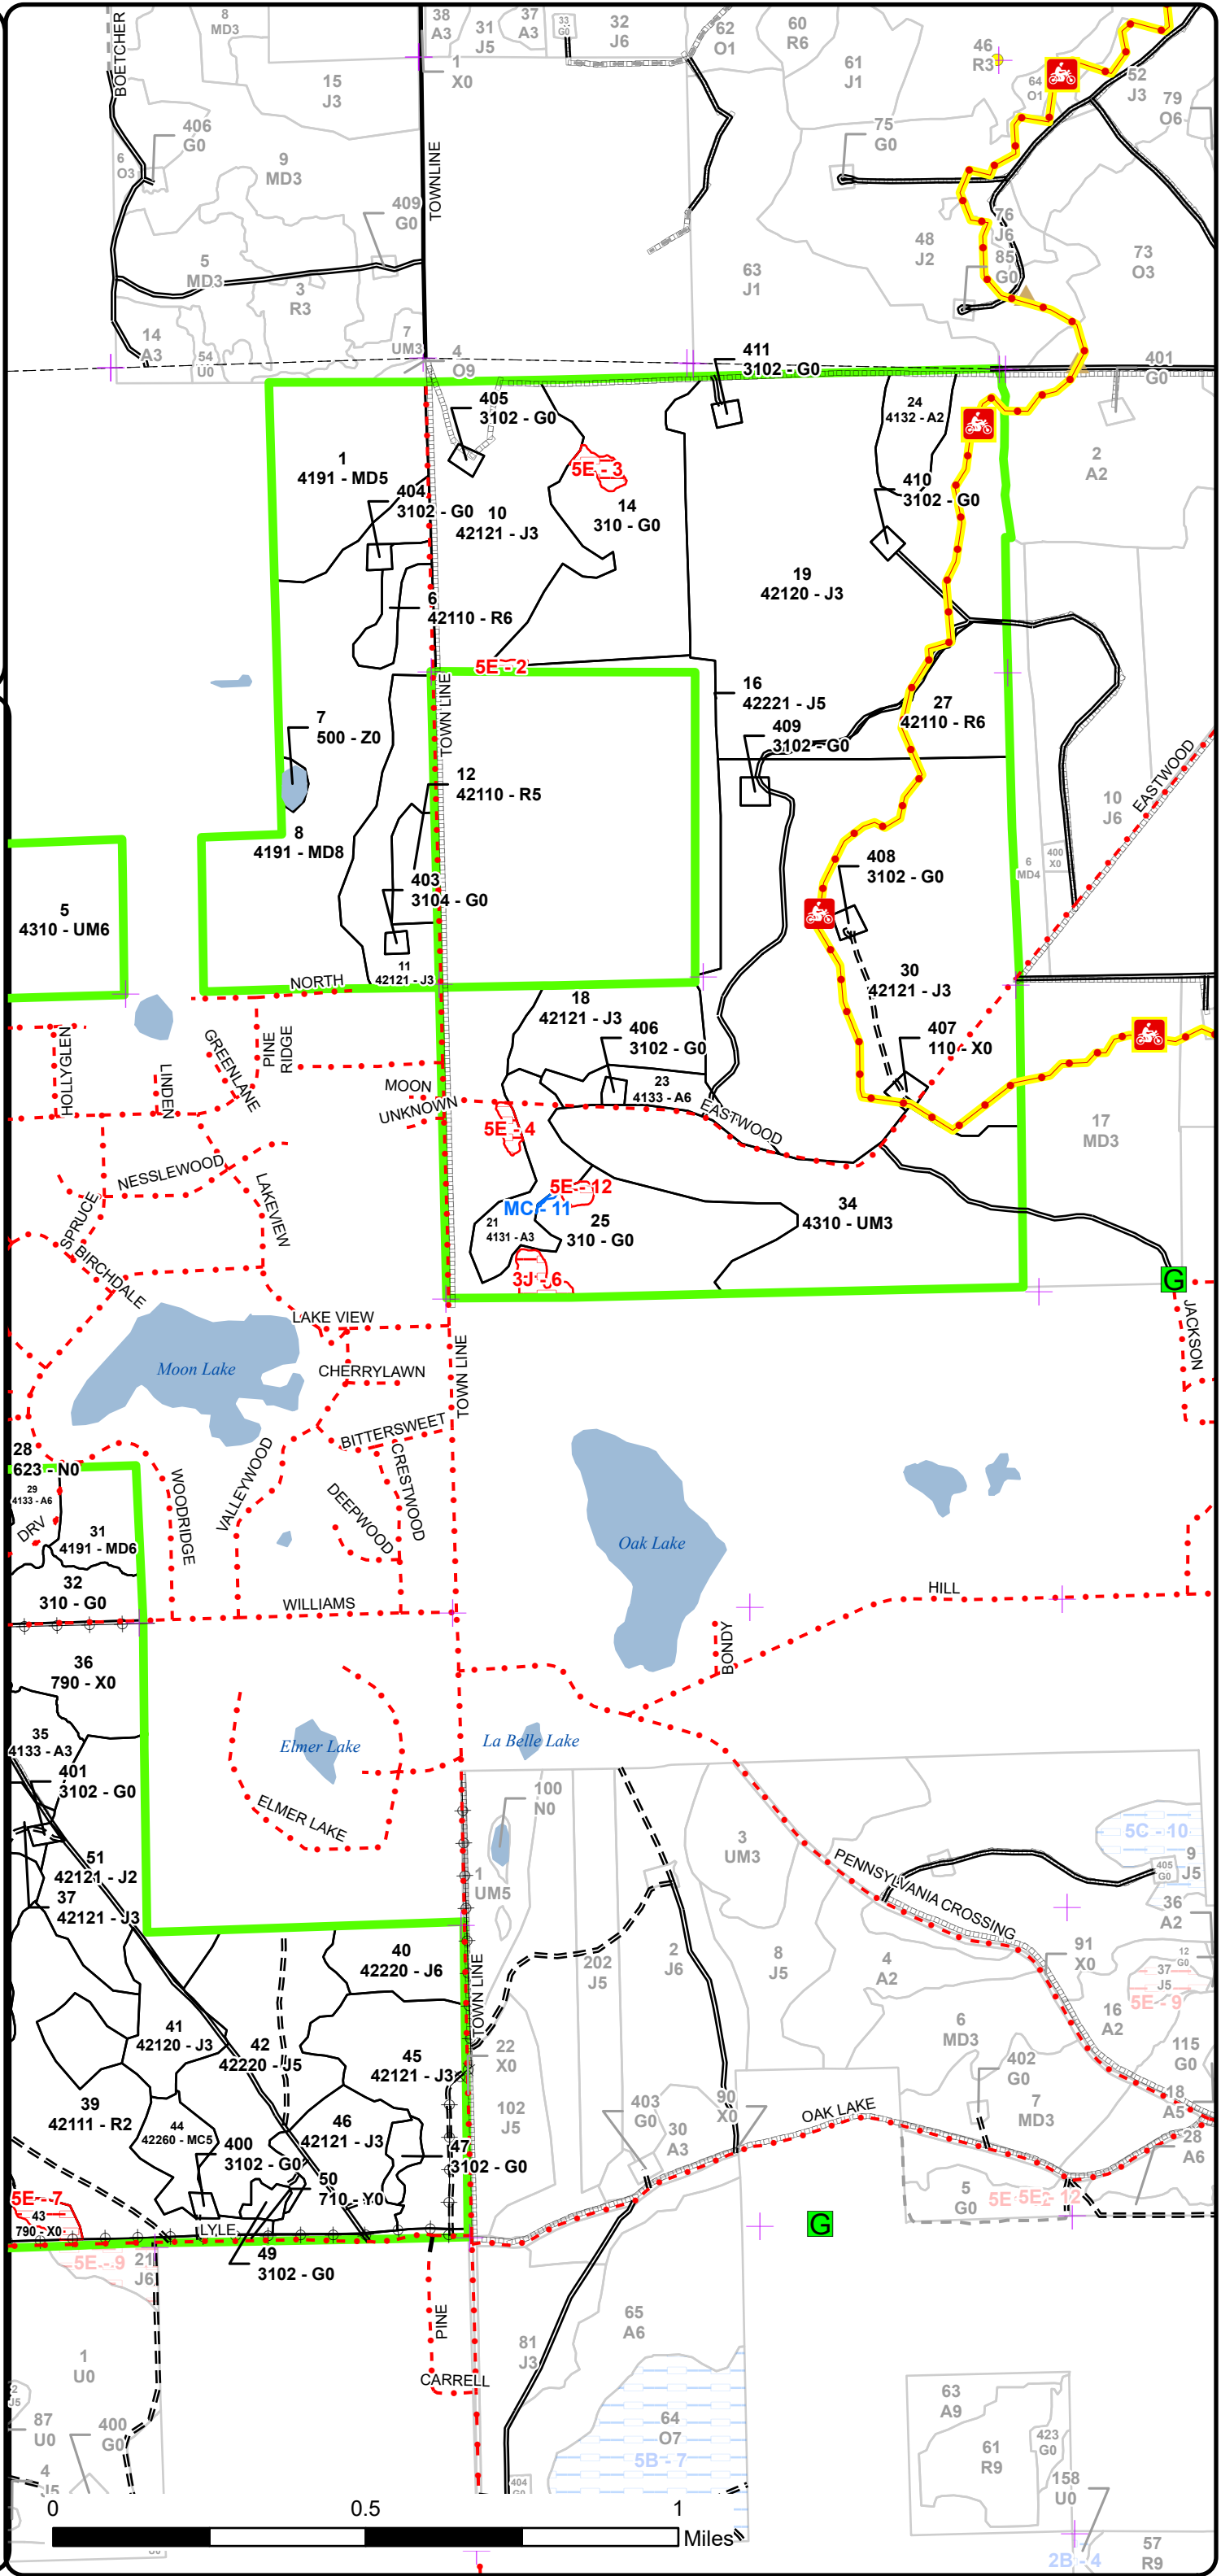 BOETCHER
8
MD3
38
A3
31
J5
37
A3
33
G0
32
J6
62
O1
60
R6
61
J1
46
R3
64
O1
52
J3
79
O6
1
X0
15
J3
406
G0
6
O3
9
MD3
TOWNLINE
75
G0
409
G0
5
MD3
3
R3
63
J1
48
J2
76
J6
85
G0
73
O3
14
A3
54
U0
7
UM3
4
O9
411
3102 - G0
401
G0
405
3102 - G0
24
4132 - A2
1
4191 - MD5
404
3102 - G0
10
42121 - J3
5E - 3
14
310 - G0
410
3102 - G0
2
A2
19
42120 - J3
6
42110 - R6
5E - 2
16
42221 - J5
27
42110 - R6
TOWN LINE
7
500 - Z0
409
3102 - G0
12
42110 - R5
EASTWOOD
10
J6
8
4191 - MD8
408
3102 - G0
6
MD4
400
X0
403
3104 - G0
5
4310 - UM6
11
42121 - J3
NORTH
30
42121 - J3
18
42121 - J3
406
3102 - G0
407
110 - X0
HOLLYGLEN
LINDEN
GREENLANE
PINE
RIDGE
MOON
UNKNOWN
23
4133 - A6
EASTWOOD
5E - 4
17
MD3
NESSLEWOOD
SPRUCE
LAKEVIEW
5E - 12
MC - 11
21
4131 - A3
25
310 - G0
34
4310 - UM3
BIRCHDALE
3J - 6
G
JACKSON
LAKE VIEW
Moon Lake
CHERRYLAWN
TOWN LINE
BITTERSWEET
28
623 - N0
29
4133 - A6
DRV
31
4191 - MD6
WOODRIDGE
VALLEYWOOD
DEEPWOOD
CRESTWOOD
Oak Lake
32
310 - G0
WILLIAMS
HILL
BONDY
36
790 - X0
35
4133 - A3
Elmer Lake
La Belle Lake
401
3102 - G0
ELMER LAKE
100
N0
3
UM3
5C - 10
PENNSYLVANIA CROSSING
405
G0
9
J5
51
42121 - J2
1
UM5
37
42121 - J3
36
A2
40
42220 - J6
TOWN LINE
202
J5
2
J6
8
J5
4
A2
91
X0
12
G0
37
J5
5E - 9
41
42120 - J3
42
42220 - J5
45
42121 - J3
22
X0
6
MD3
16
A2
115
G0
402
G0
39
42111 - R2
44
42260 - MC5
46
42121 - J3
102
J5
403
G0
30
A3
90
X0
OAK LAKE
7
MD3
18
A5
28
A6
400
3102 - G0
47
3102 - G0
50
710 - Y0
5
G0
5E - 7
43
790 - X0
LYLE
G
5E - 9
21
J6
49
3102 - G0
PINE
65
A6
81
J3
1
U0
CARRELL
63
A9
87
U0
400
G0
64
O7
61
R9
423
G0
5B - 7
4
J5
158
U0
0
0.5
1
Miles
57
R9
2B - 4